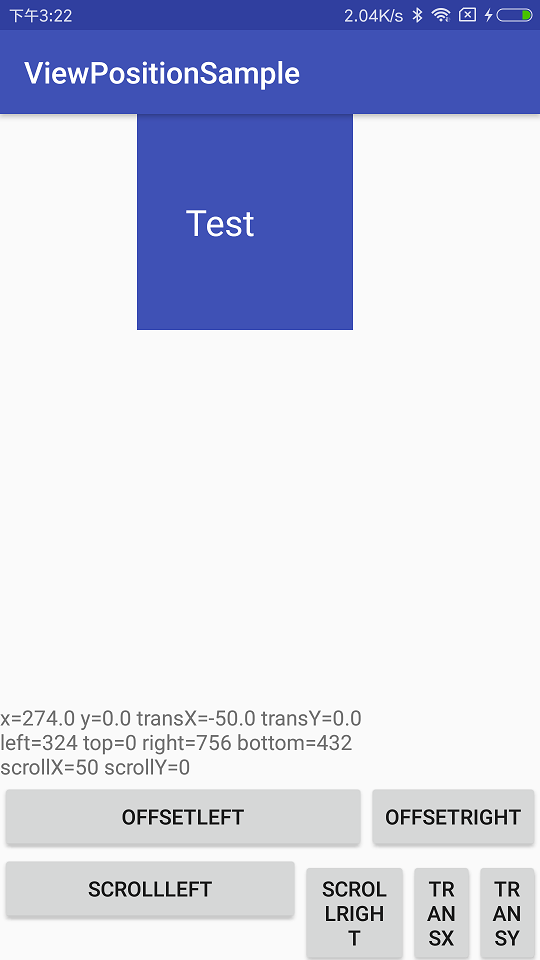 下午3:22 2.04K/s
ViewPositionSample
Test
x=274.0 y=0.0 transX=-50.0 transY=0.0
left=324 top=0 right=756 bottom=432
scrollX=50 scrollY=0
OFFSETLEFT OFFSETRIGHT
SCROLLLEFT
SCROL
LRIGH
T
TR
AN
SX
TR
AN
SY